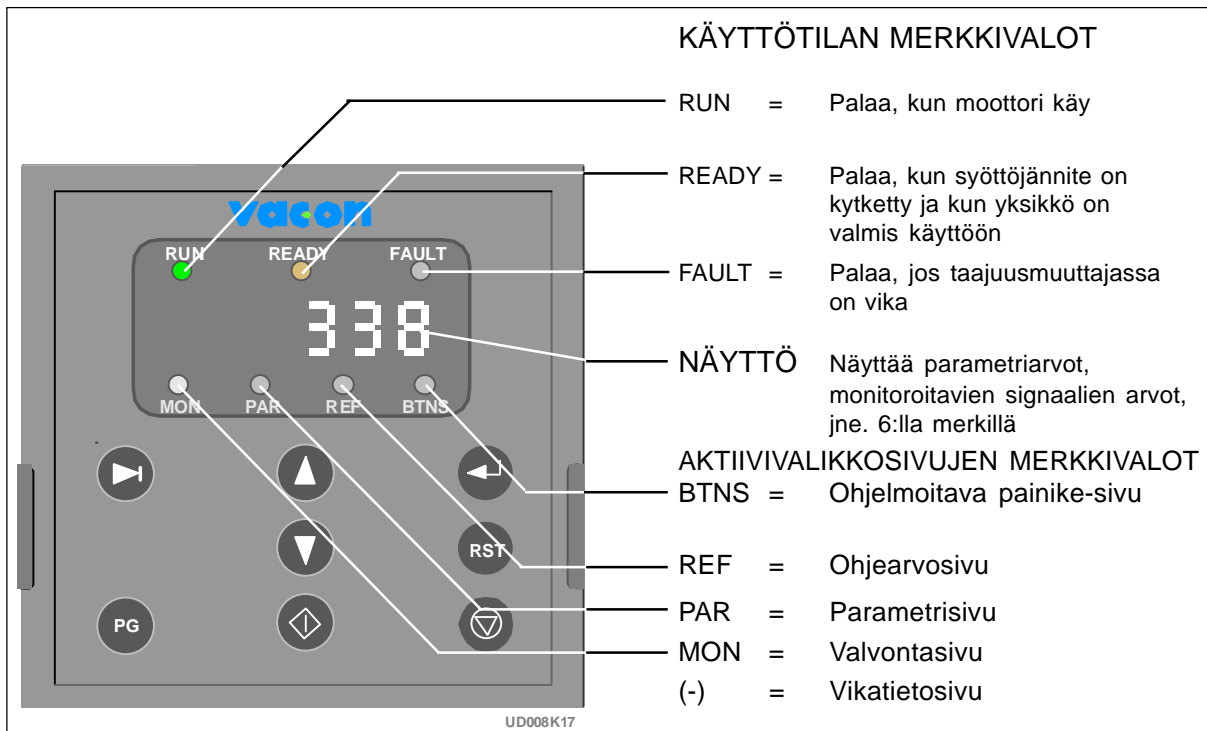 KÄYTTÖTILAN MERKKIVALOT
RUN = Palaa, kun moottori käy
READY = Palaa, kun syöttöjännite on
kytketty ja kun yksikkö on
valmis käyttöön
FAULT = Palaa, jos taajuusmuuttajassa
on vika
NÄYTTÖ Näyttää parametriarvot,
monitoroitavien signaalien arvot,
jne. 6:lla merkillä
AKTIIVIVALIKKOSIVUJEN MERKKIVALOT
BTNS = Ohjelmoitava painike-sivu
REF = Ohjearvosivu
PAR = Parametrisivu
MON = Valvontasivu
(-) = Vikatietosivu
vacon
RUN READY FAULT
338
MON PAR REF BTNS
RST
PG
UD008K17